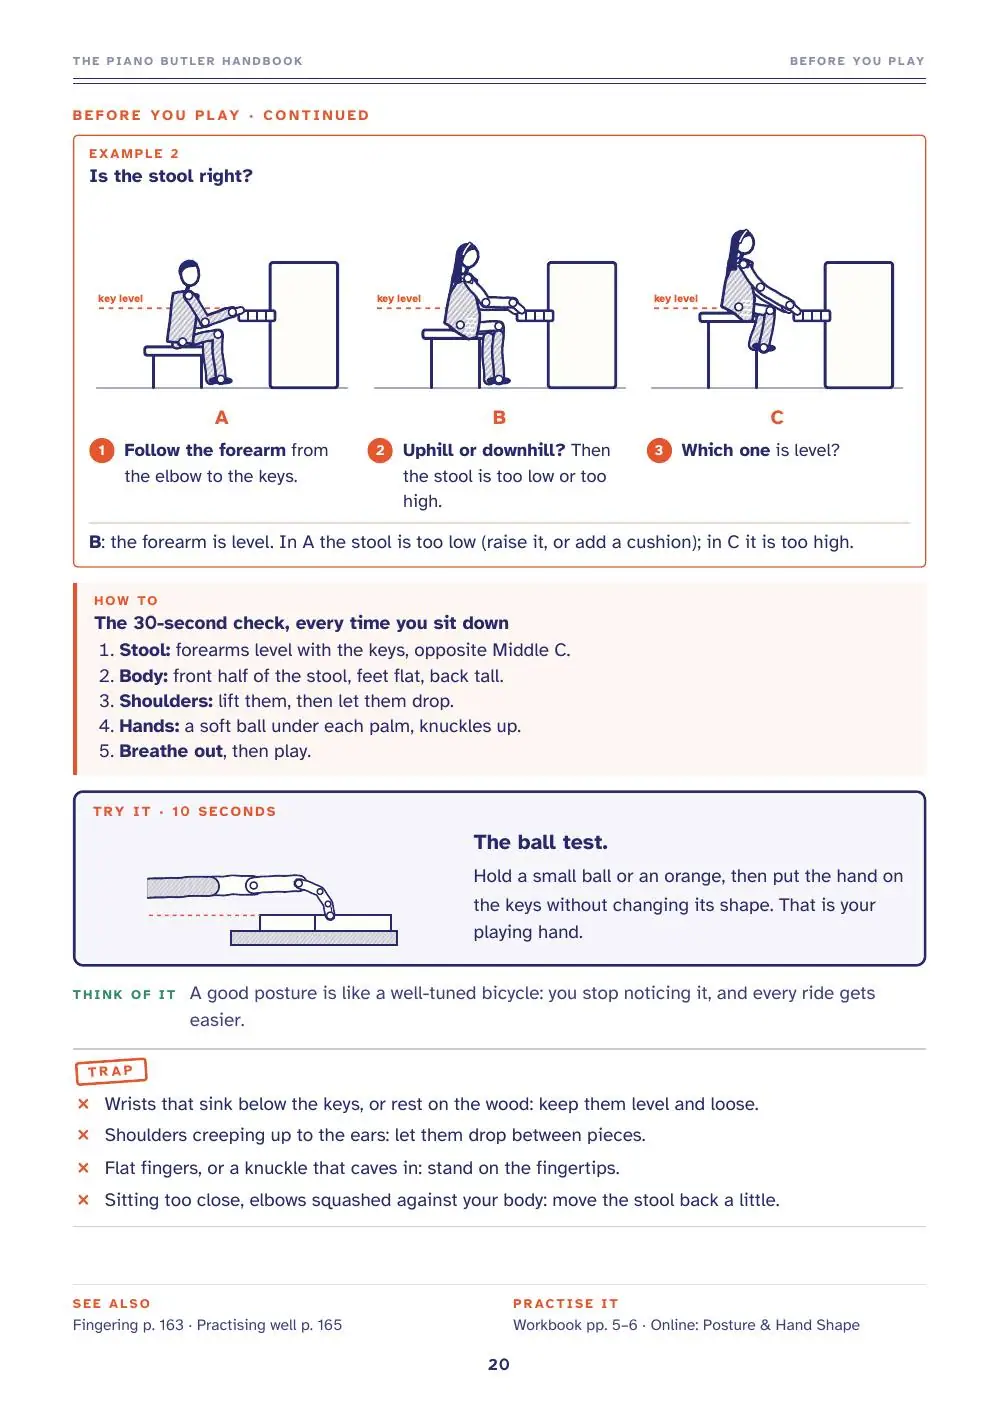 THE PIANO BUTLER HANDBOOK
BEFORE YOU PLAY
BEFORE YOU PLAY · CONTINUED
EXAMPLE 2
Is the stool right?
key level
key level
key level
A
B
C
1 Follow the forearm from
the elbow to the keys.
2 Uphill or downhill? Then
the stool is too low or too
high.
3 Which one is level?
B: the forearm is level. In A the stool is too low (raise it, or add a cushion); in C it is too high.
HOW TO
The 30-second check, every time you sit down
1. Stool: forearms level with the keys, opposite Middle C.
2. Body: front half of the stool, feet flat, back tall.
3. Shoulders: lift them, then let them drop.
4. Hands: a soft ball under each palm, knuckles up.
5. Breathe out, then play.
TRY IT · 10 SECONDS
The ball test.
Hold a small ball or an orange, then put the hand on
the keys without changing its shape. That is your
playing hand.
THINK OF IT A good posture is like a well-tuned bicycle: you stop noticing it, and every ride gets
easier.
TRAP
× Wrists that sink below the keys, or rest on the wood: keep them level and loose.
× Shoulders creeping up to the ears: let them drop between pieces.
× Flat fingers, or a knuckle that caves in: stand on the fingertips.
× Sitting too close, elbows squashed against your body: move the stool back a little.
SEE ALSO
Fingering p. 163 · Practising well p. 165
PRACTISE IT
Workbook pp. 5–6 · Online: Posture & Hand Shape
20